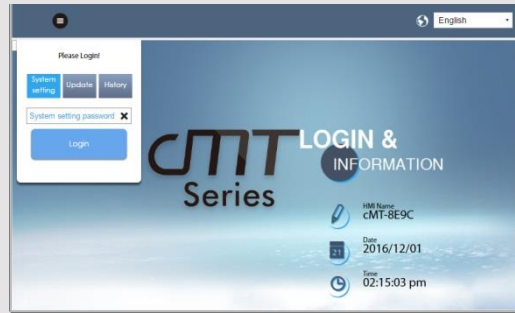 English
Please Login!
System setting
Update
History
System setting password
Login
cMT
Series
LOGIN &
INFORMATION
HMI Name
cMT-8E9C
21
Date
2016/12/01
Time
02:15:03 pm